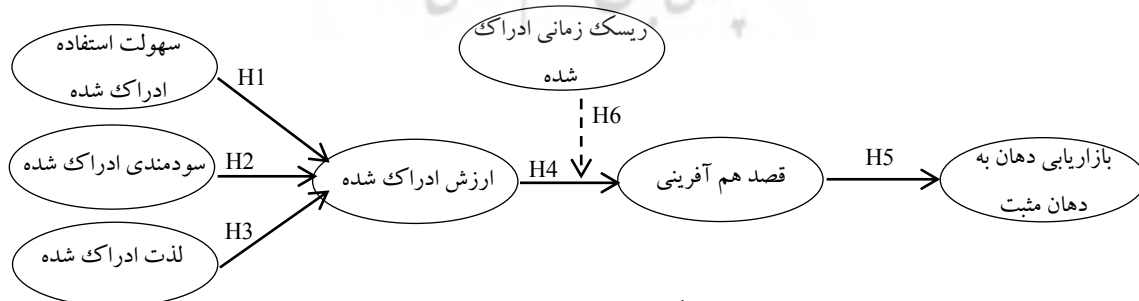 سهولت استفاده
ادراک شده
H1
سودمندی ادراک شده
H2
لذت ادراک شده
H3
ارزش ادراک شده
H4
ریسک زمانی ادراک
شده
H6
قصد هم آفرینی
H5
بازاریابی دهان به
دهان مثبت